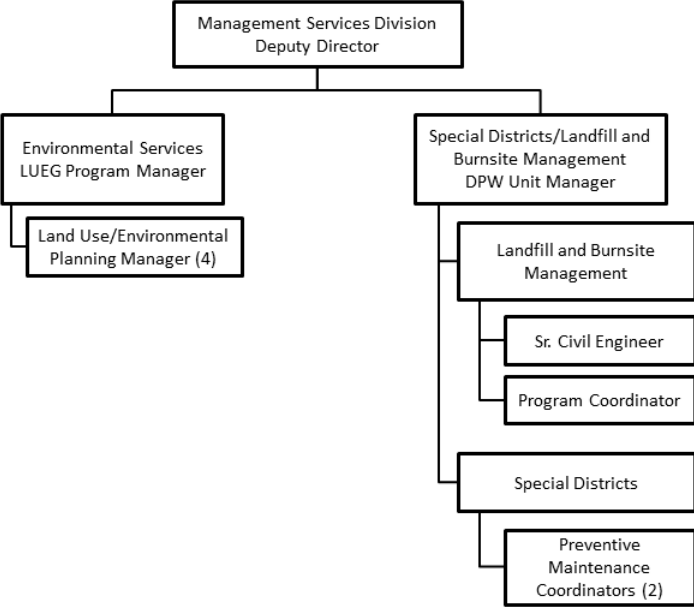 Management Services Division
Deputy Director
Environmental Services
LUEG Program Manager
Land Use/Environmental
Planning Manager (4)
Special Districts/Landfill and
Burnsite Management
DPW Unit Manager
Landfill and Burnsite
Management
Sr. Civil Engineer
Program Coordinator
Special Districts
Preventive
Maintenance
Coordinators (2)